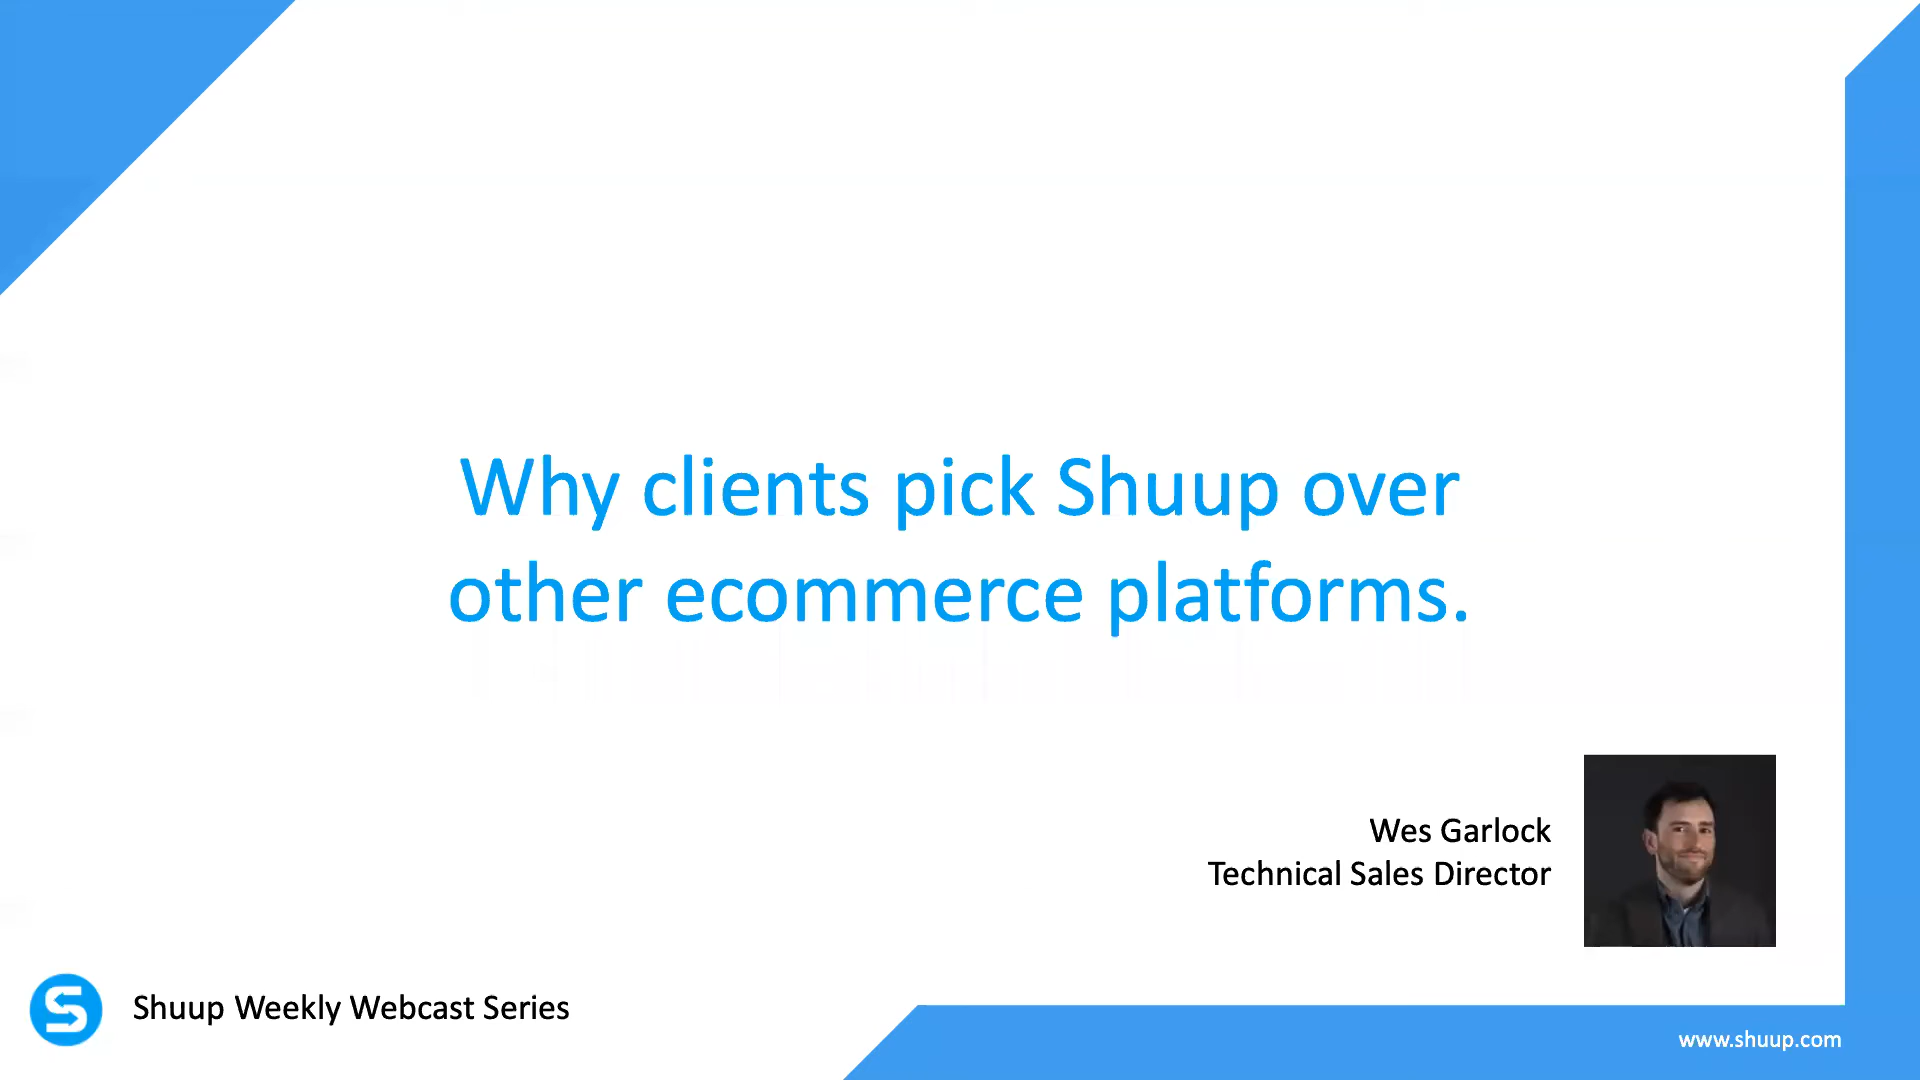 Why clients pick Shuup over
other ecommerce platforms.
Wes Garlock
Technical Sales Director
S
Shuup Weekly Webcast Series
www.shuup.com